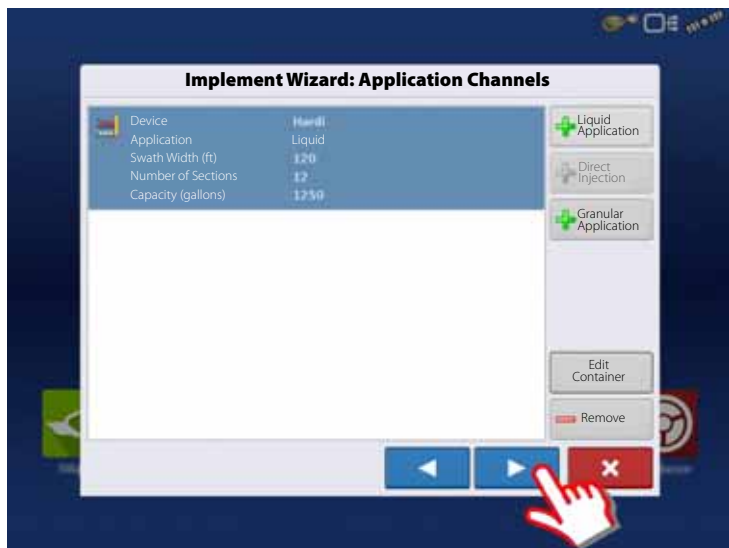 Implement Wizard: Application Channels
Device Hardi
Application Liquid
Swath Width (ft) 120
Number of Sections 12
Capacity (gallons) 1250
Liquid
Application
Direct
Injection
Granular
Application
Edit
Container
Remove